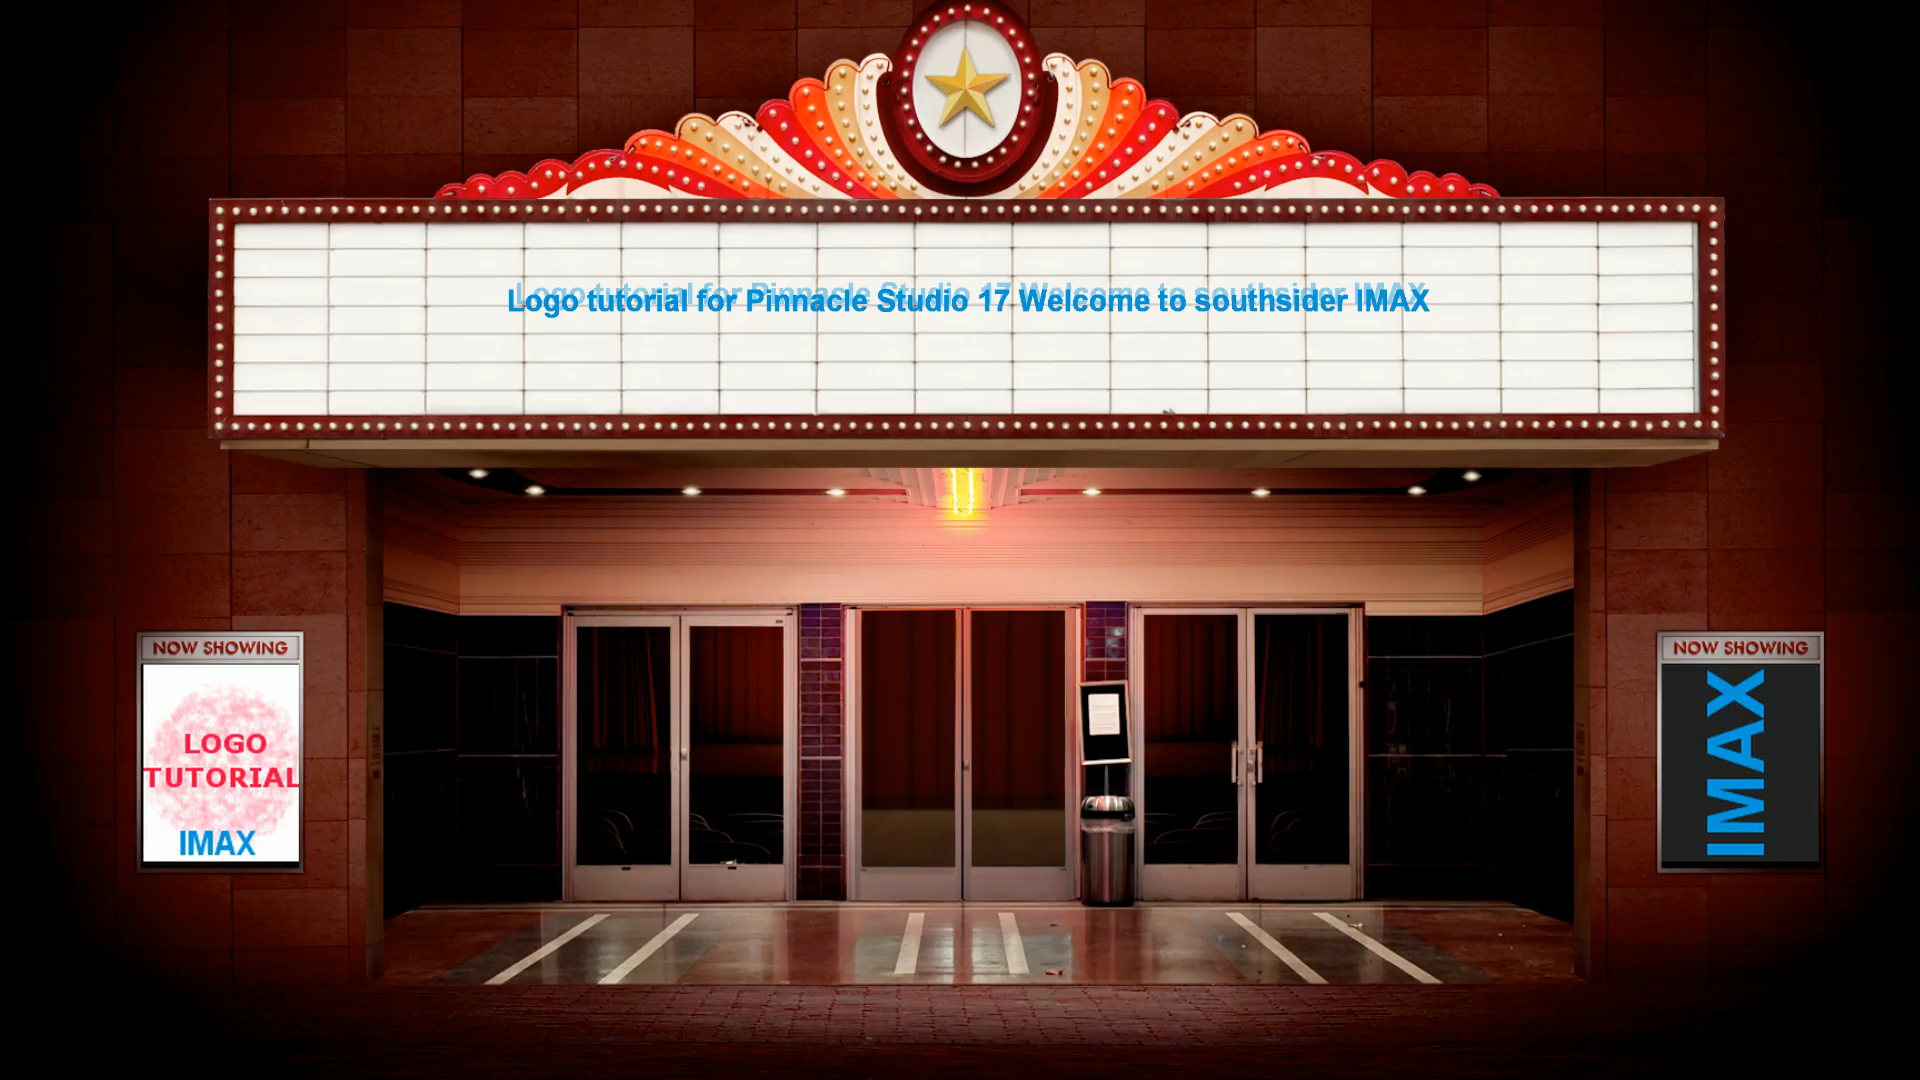 Logo tutorial for Pinnacle Studio 17 Welcome to southsider IMAX
NOW SHOWING
LOGO
TUTORIAL
IMAX
NOW SHOWING
IMAX